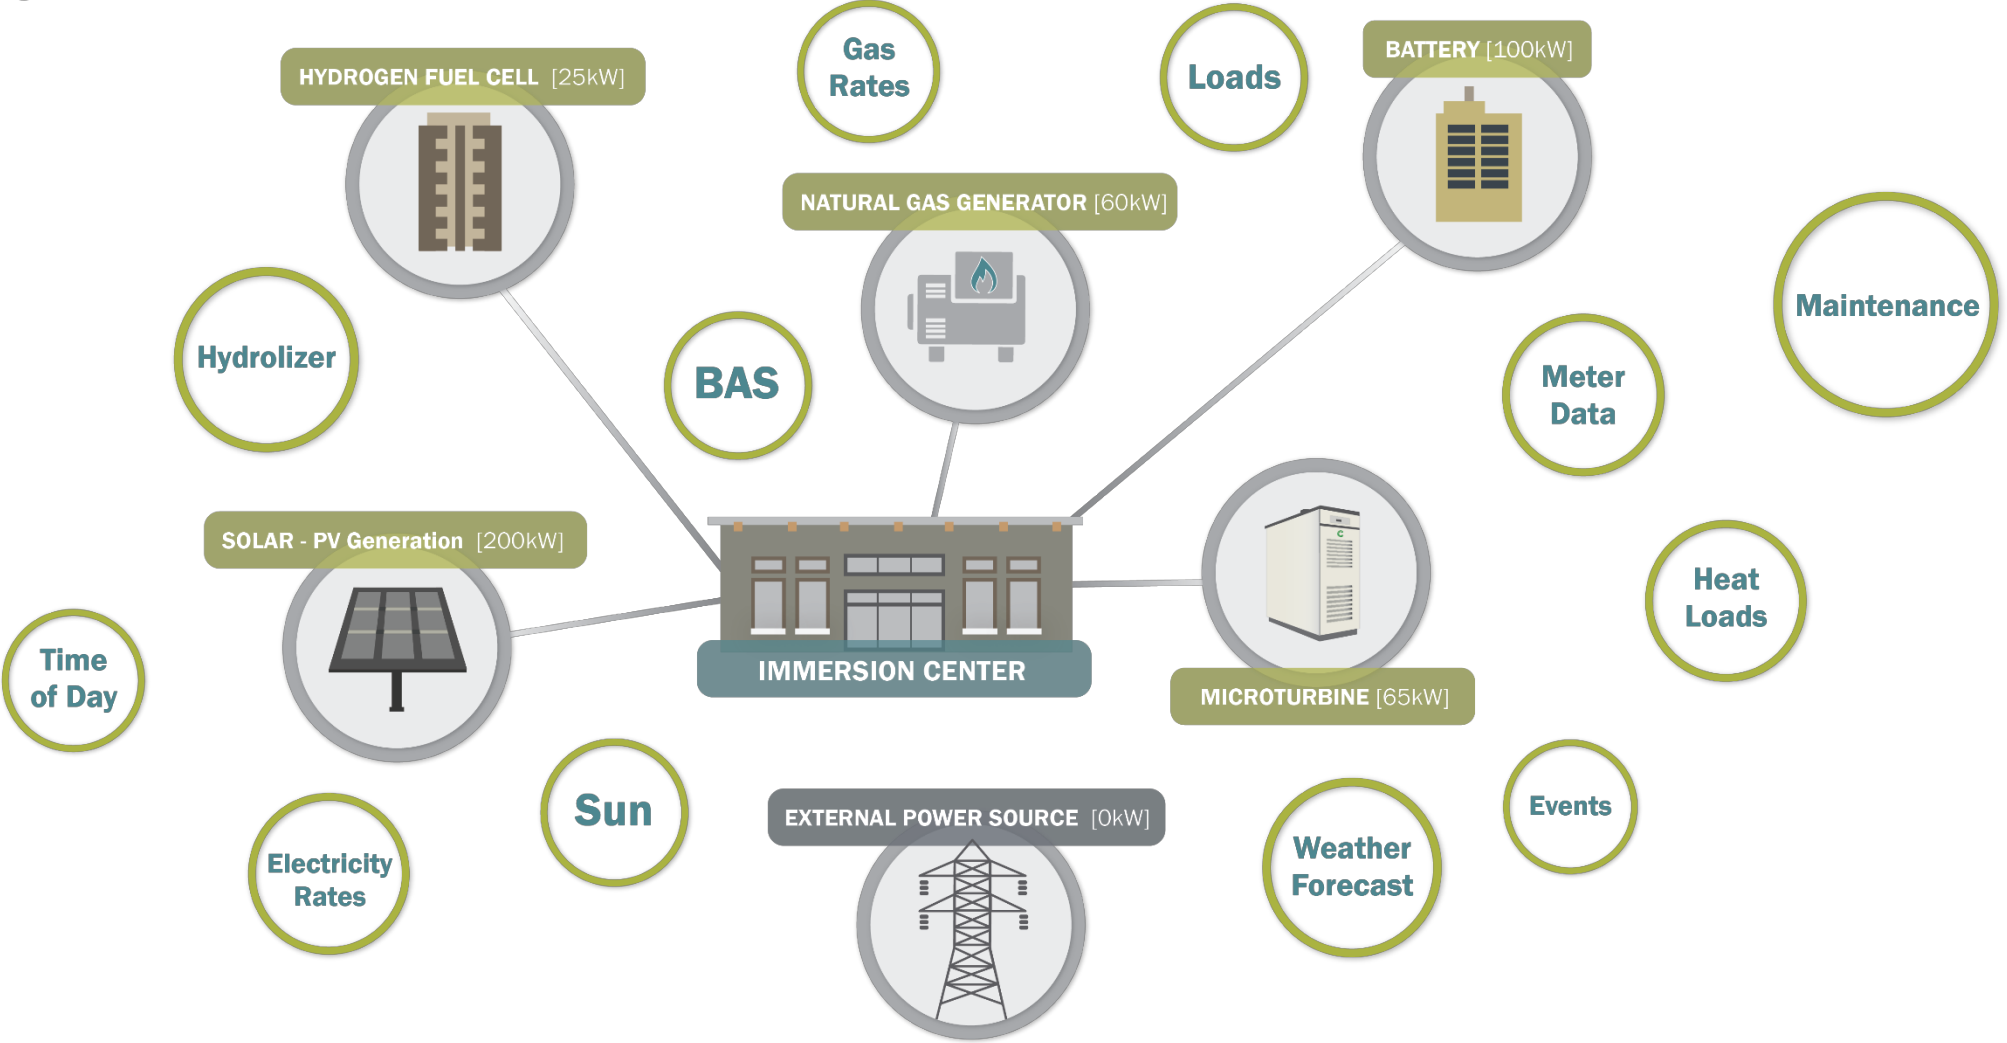 HYDROGEN FUEL CELL [25kW]
Gas
Rates
Loads
BATTERY [100kW]
NATURAL GAS GENERATOR [60kW]
Hydrolizer
BAS
Maintenance
Meter
Data
SOLAR - PV Generation [200kW]
Heat
Loads
Time
of Day
IMMERSION CENTER
MICROTURBINE [65kW]
Sun
Electricity
Rates
EXTERNAL POWER SOURCE [0kW]
Weather
Forecast
Events